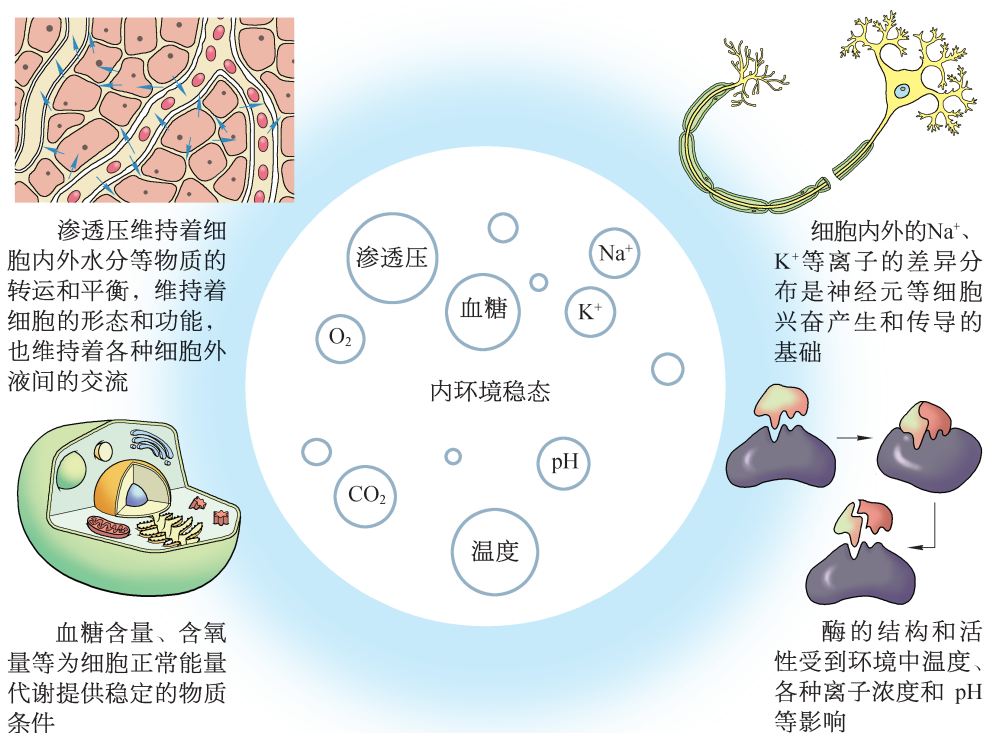 渗透压维持着细
胞内外水分等物质的
转运和平衡，维持着
细胞的形态和功能，
也维持着各种细胞外
液间的交流
细胞内外的Na⁺、
K⁺等离子的差异分
布是神经元等细胞
兴奋产生和传导的
基础
渗透压
Na⁺
血糖
K⁺
O₂
内环境稳态
pH
CO₂
温度
血糖含量、含氧
量等为细胞正常能量
代谢提供稳定的物质
条件
酶的结构和活
性受到环境中温度、
各种离子浓度和 pH
等影响